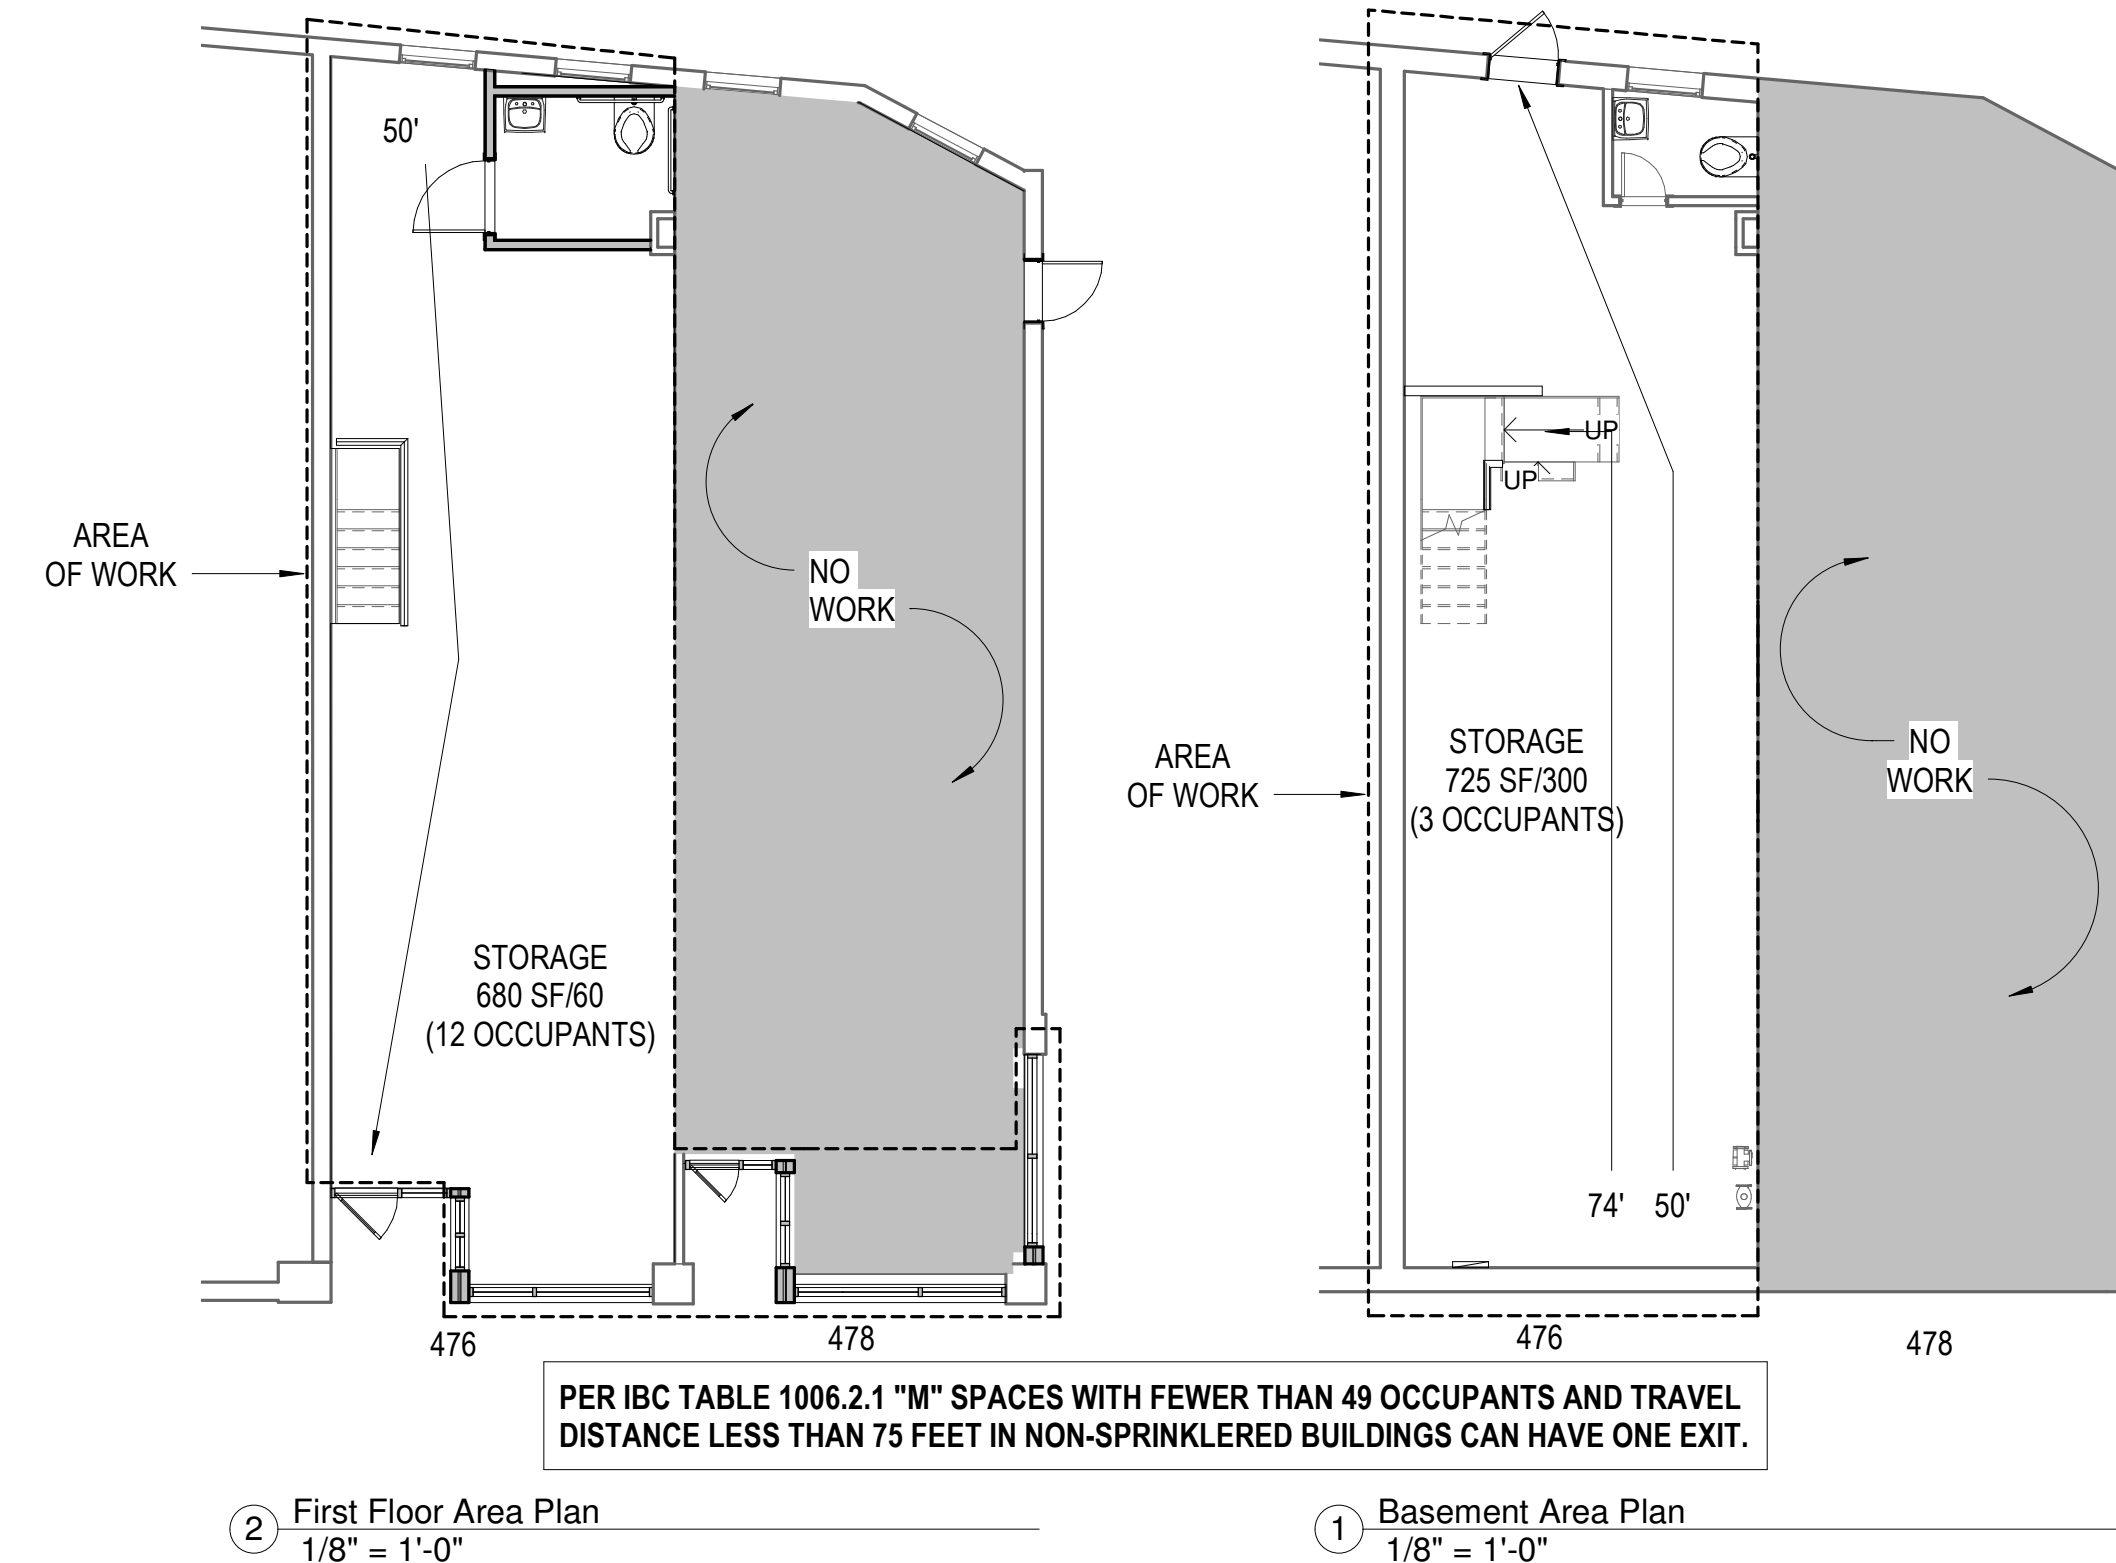 50'
AREA
OF WORK
NO
WORK
STORAGE
680 SF/60
(12 OCCUPANTS)
476
478
UP
UP
AREA
OF WORK
STORAGE
725 SF/300
(3 OCCUPANTS)
NO
WORK
74' 50'
476
478
PER IBC TABLE 1006.2.1 "M" SPACES WITH FEWER THAN 49 OCCUPANTS AND TRAVEL
DISTANCE LESS THAN 75 FEET IN NON-SPRINKLERED BUILDINGS CAN HAVE ONE EXIT.
2 First Floor Area Plan
1/8" = 1'-0"
1 Basement Area Plan
1/8" = 1'-0"